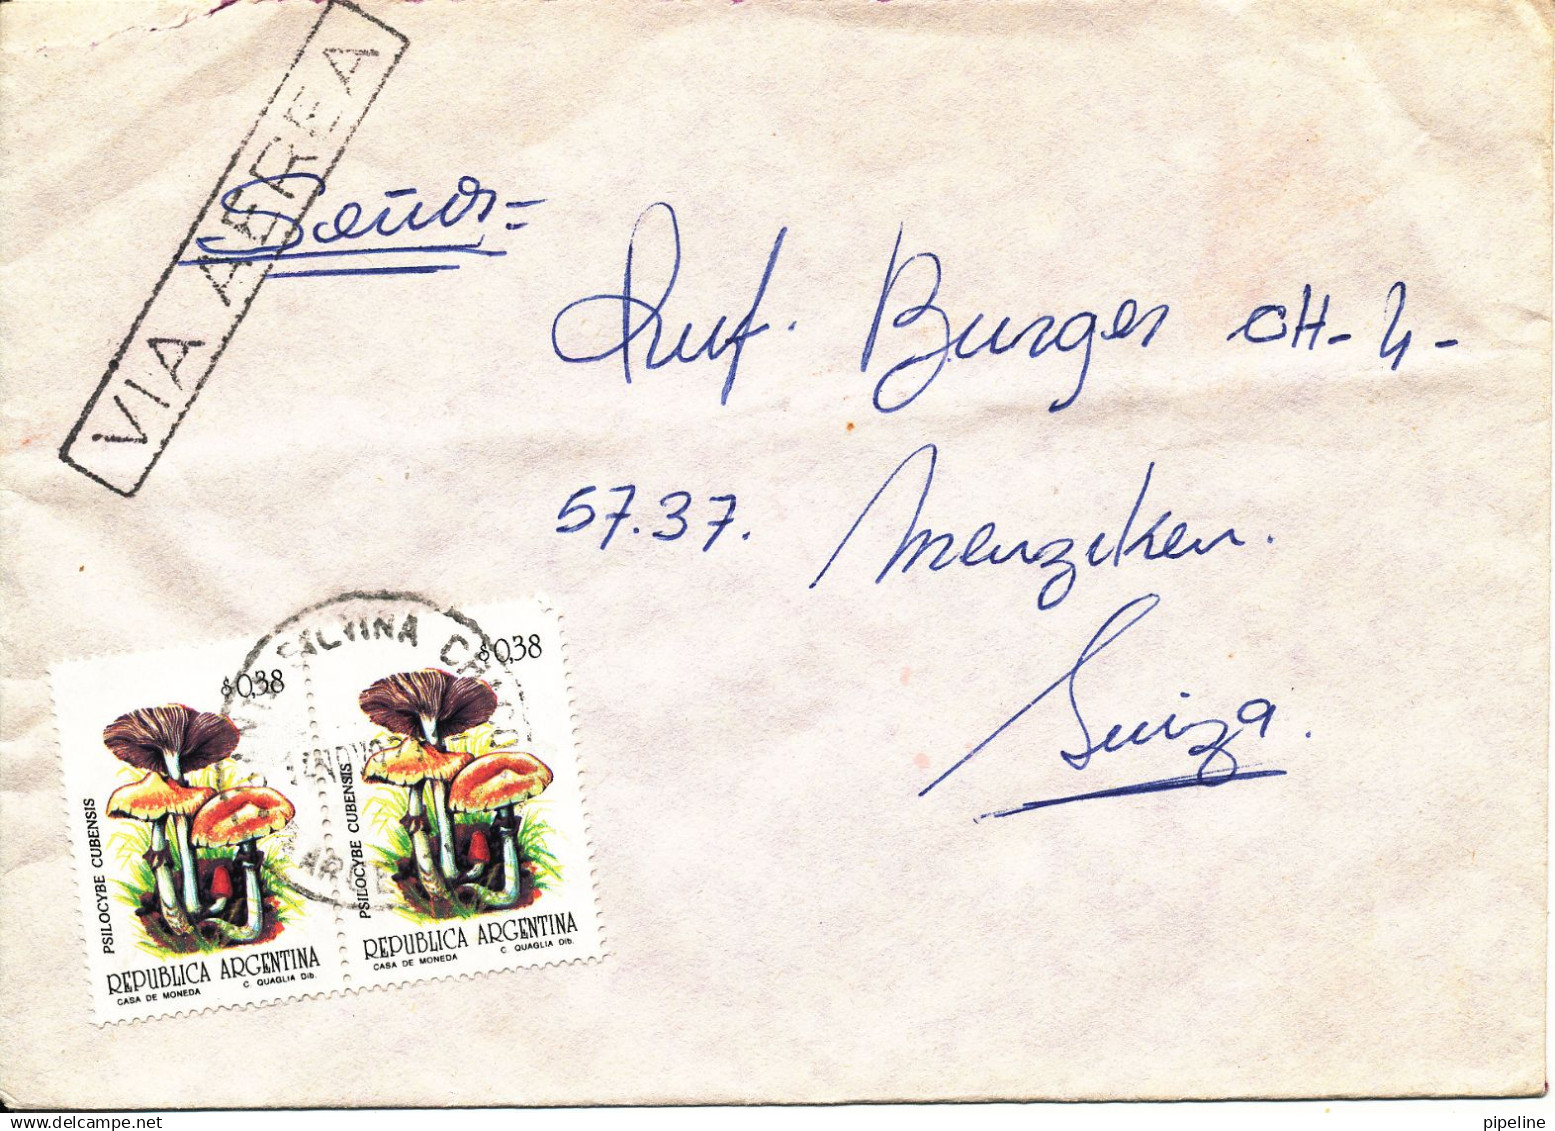 VIA AEREA
Ruf. Burger CH-4-
57.37. Menziken.
Suiza.
$0,38
PSILOCYBE CUBENSIS
REPUBLICA ARGENTINA
CASA DE MONEDA C. QUAGLIA Dib.
$0,38
PSILOCYBE CUBENSIS
REPUBLICA ARGENTINA
CASA DE MONEDA C. QUAGLIA Dib.
pipeline